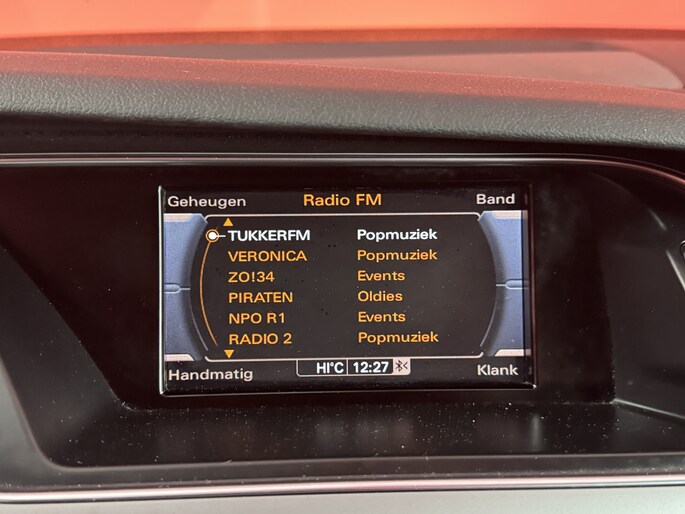 Geheugen Radio FM Band
TUKKERFM Popmuziek
VERONICA Popmuziek
ZO!34 Events
PIRATEN Oldies
NPO R1 Events
RADIO 2 Popmuziek
Handmatig HI°C 12:27 Klank